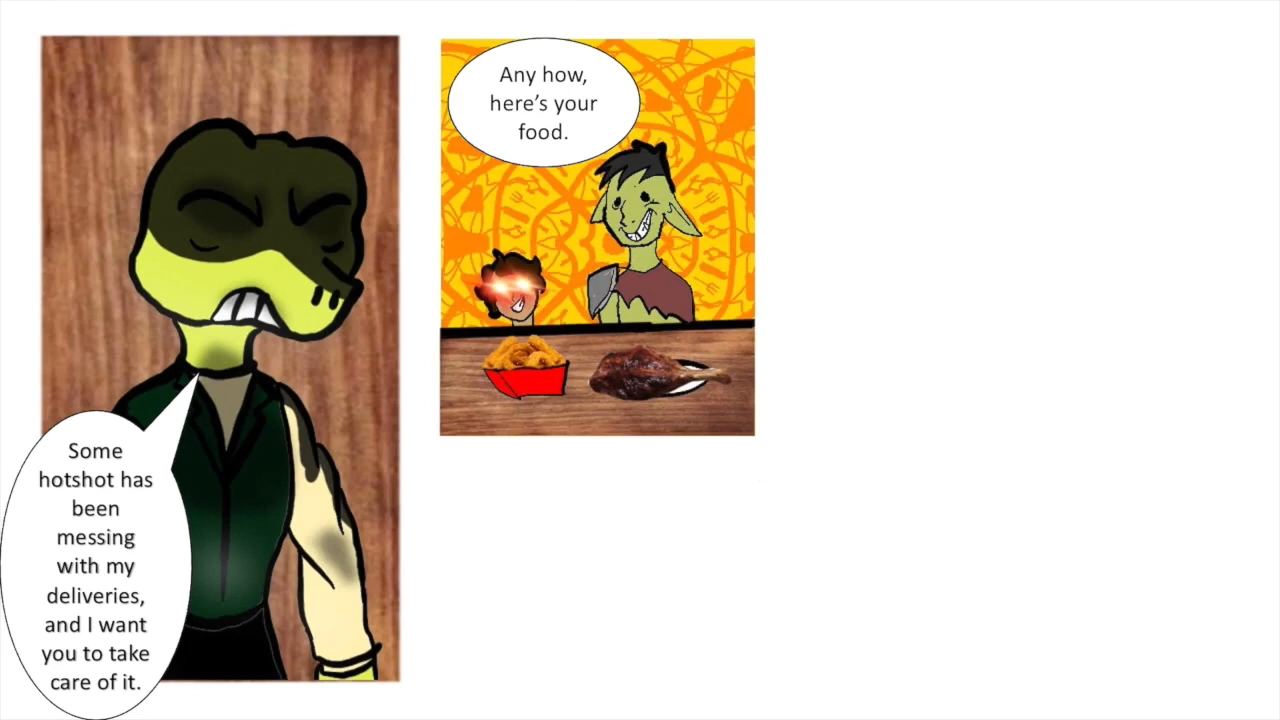 Some
hotshot has
been
messing
with my
deliveries,
and I want
you to take
care of it.
Any how,
here’s your
food.